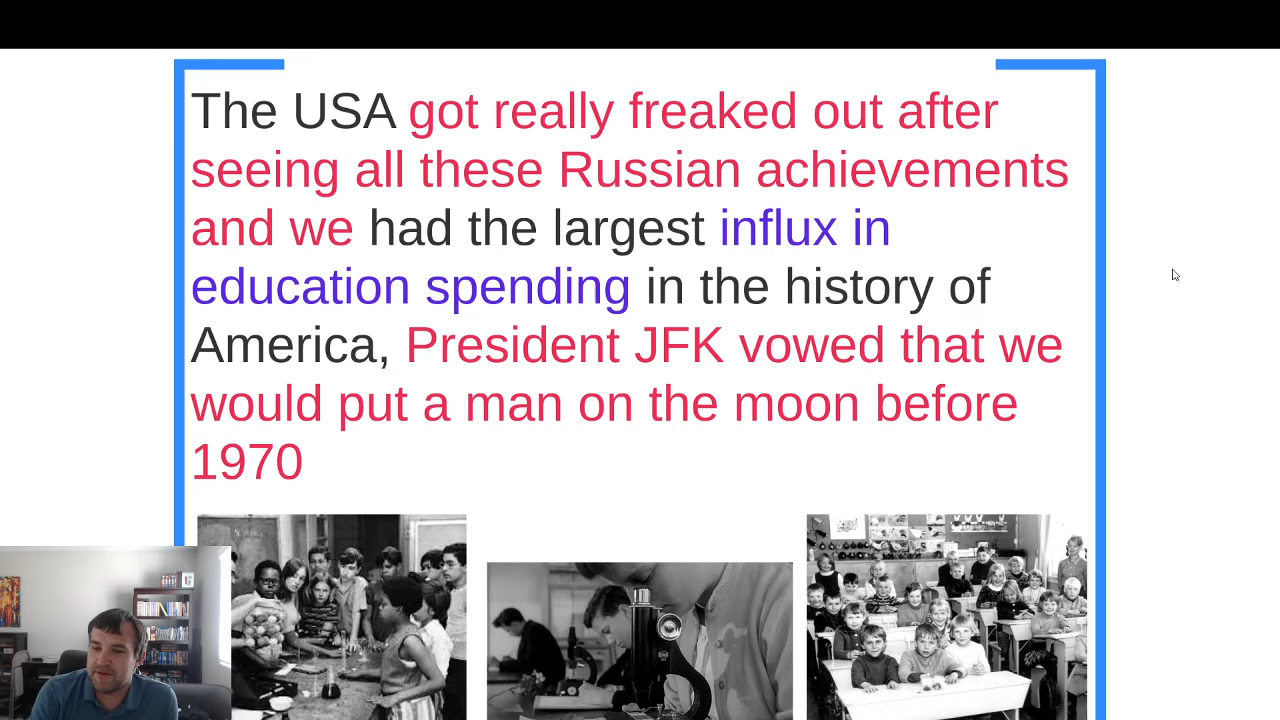 The USA got really freaked out after
seeing all these Russian achievements
and we had the largest influx in
education spending in the history of
America, President JFK vowed that we
would put a man on the moon before
1970